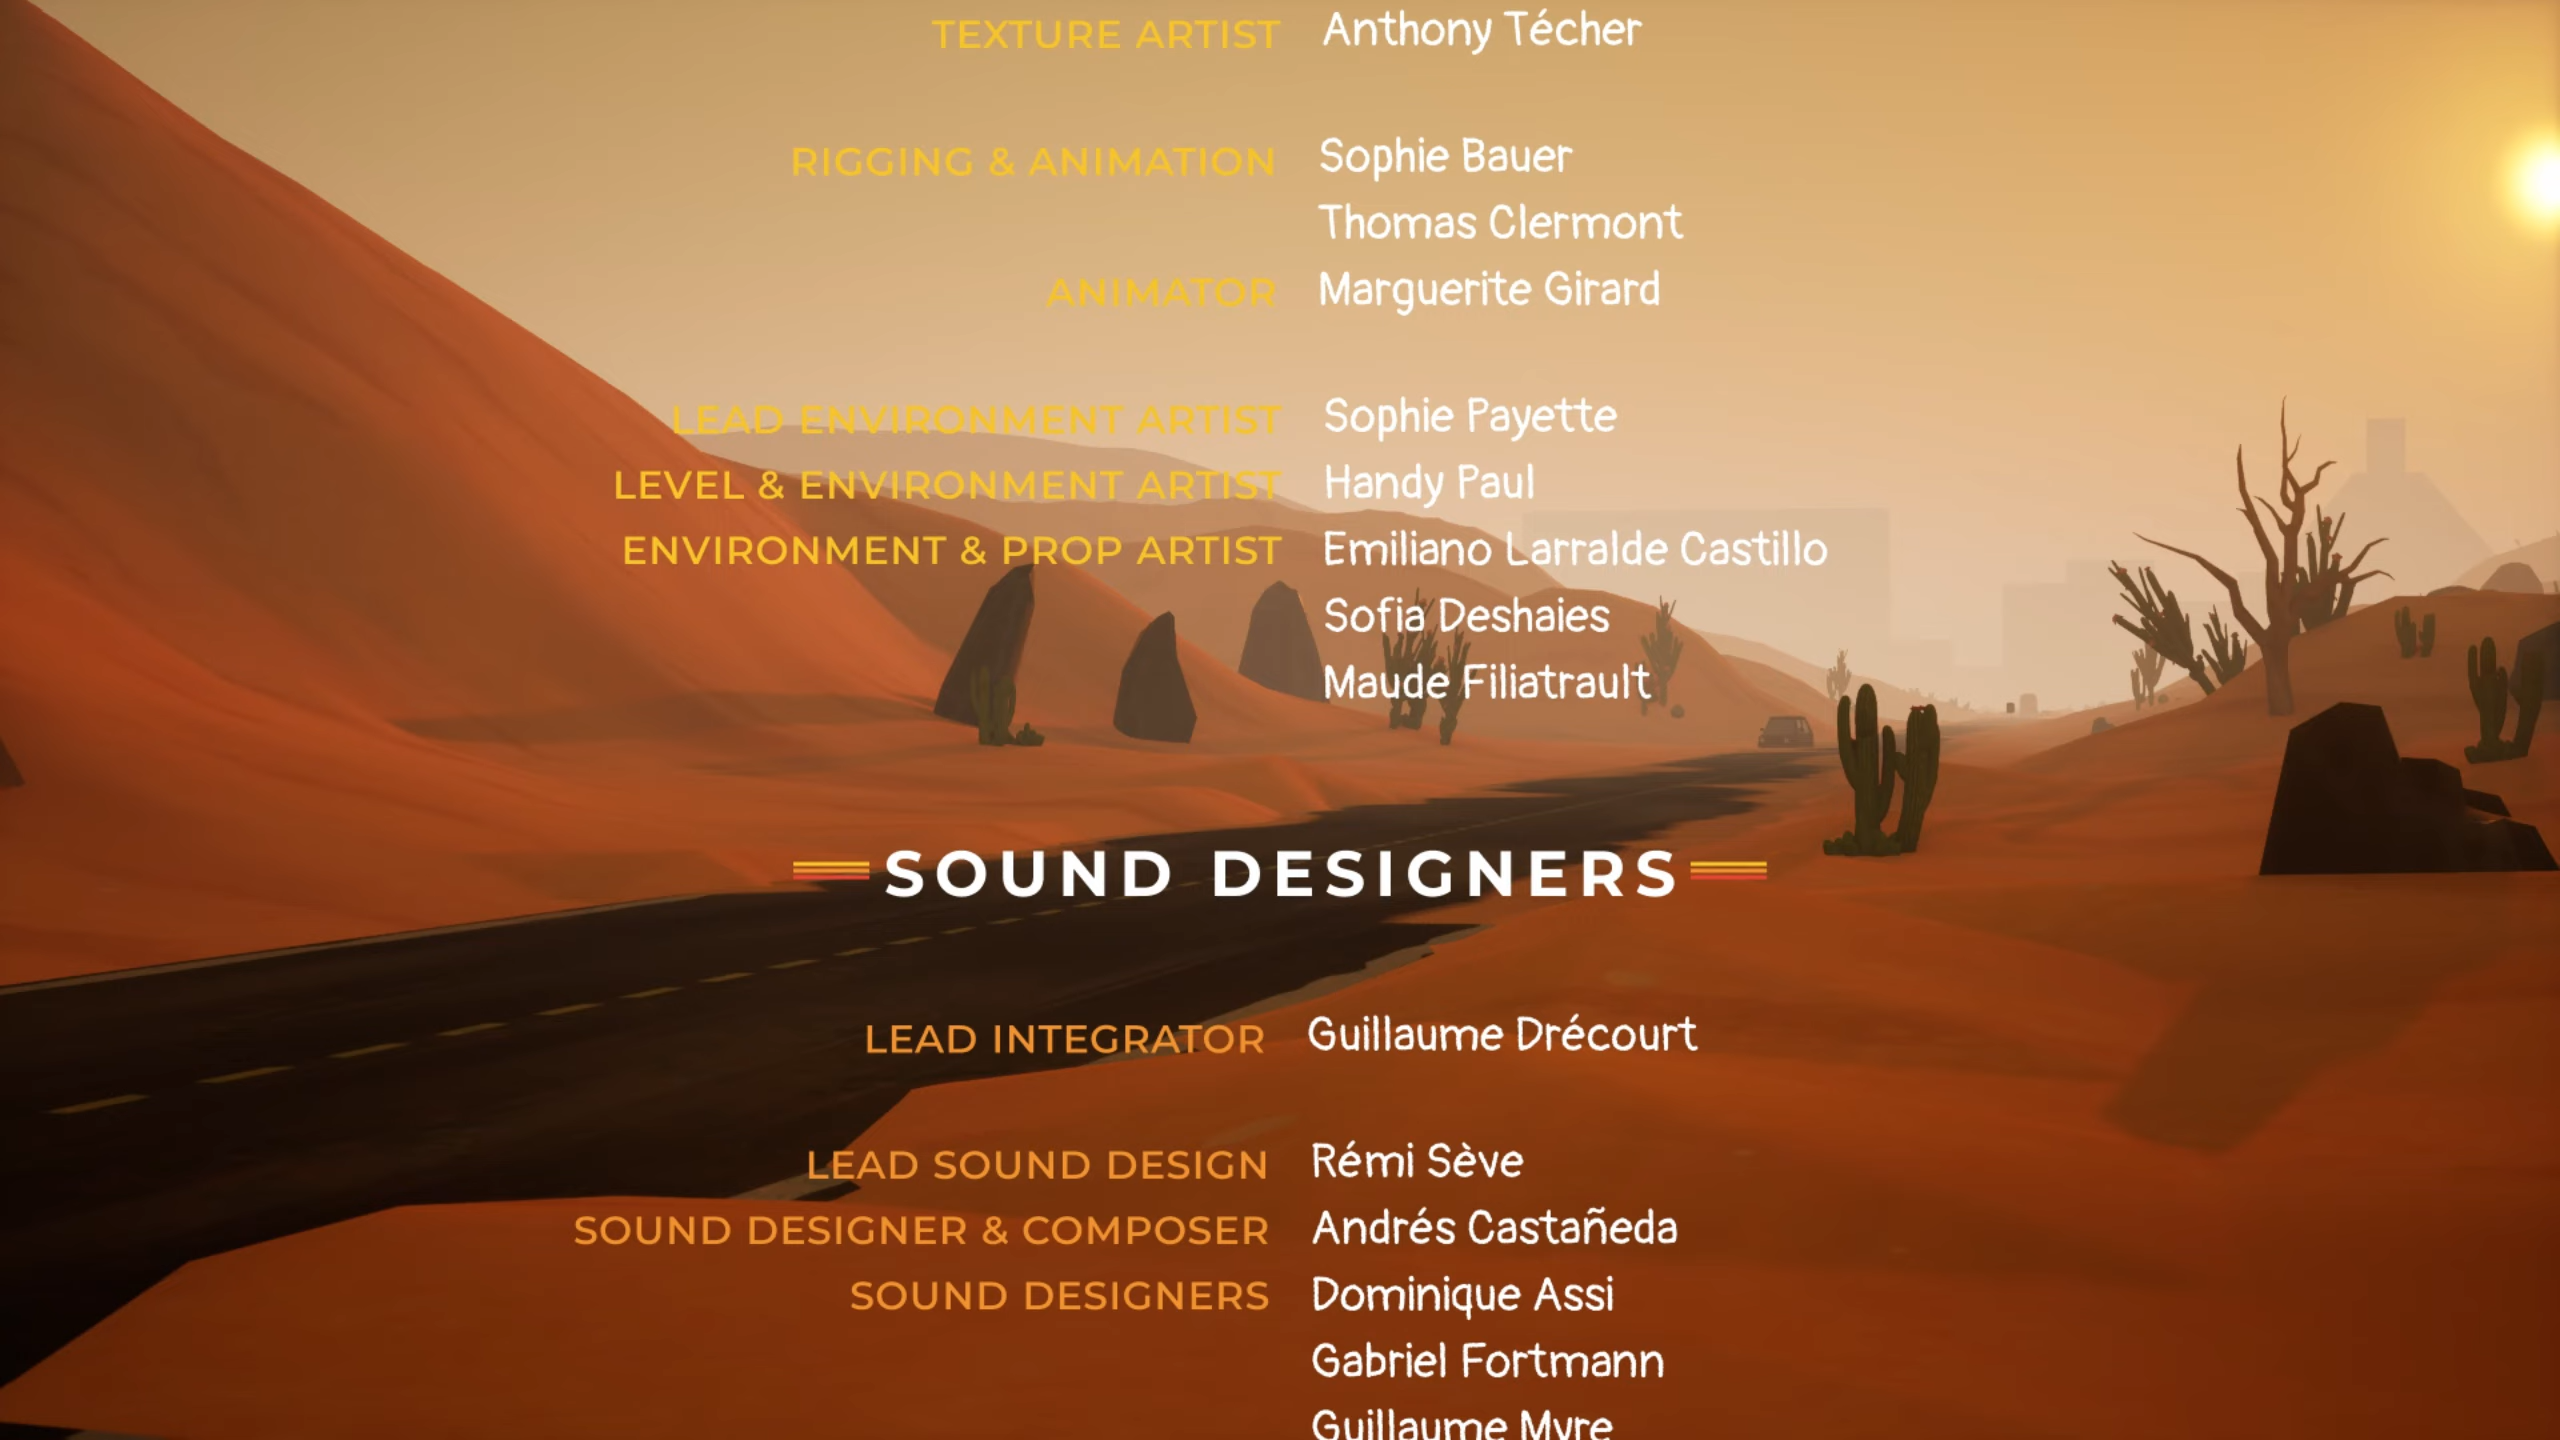 TEXTURE ARTIST Anthony Técher
RIGGING & ANIMATION Sophie Bauer
Thomas Clermont
ANIMATOR Marguerite Girard
LEAD ENVIRONMENT ARTIST Sophie Payette
LEVEL & ENVIRONMENT ARTIST Handy Paul
ENVIRONMENT & PROP ARTIST Emiliano Larralde Castillo
Sofia Deshaies
Maude Filiatrault
SOUND DESIGNERS
LEAD INTEGRATOR Guillaume Drécourt
LEAD SOUND DESIGN Rémi Sève
SOUND DESIGNER & COMPOSER Andrés Castañeda
SOUND DESIGNERS Dominique Assi
Gabriel Fortmann
Guillaume Myre